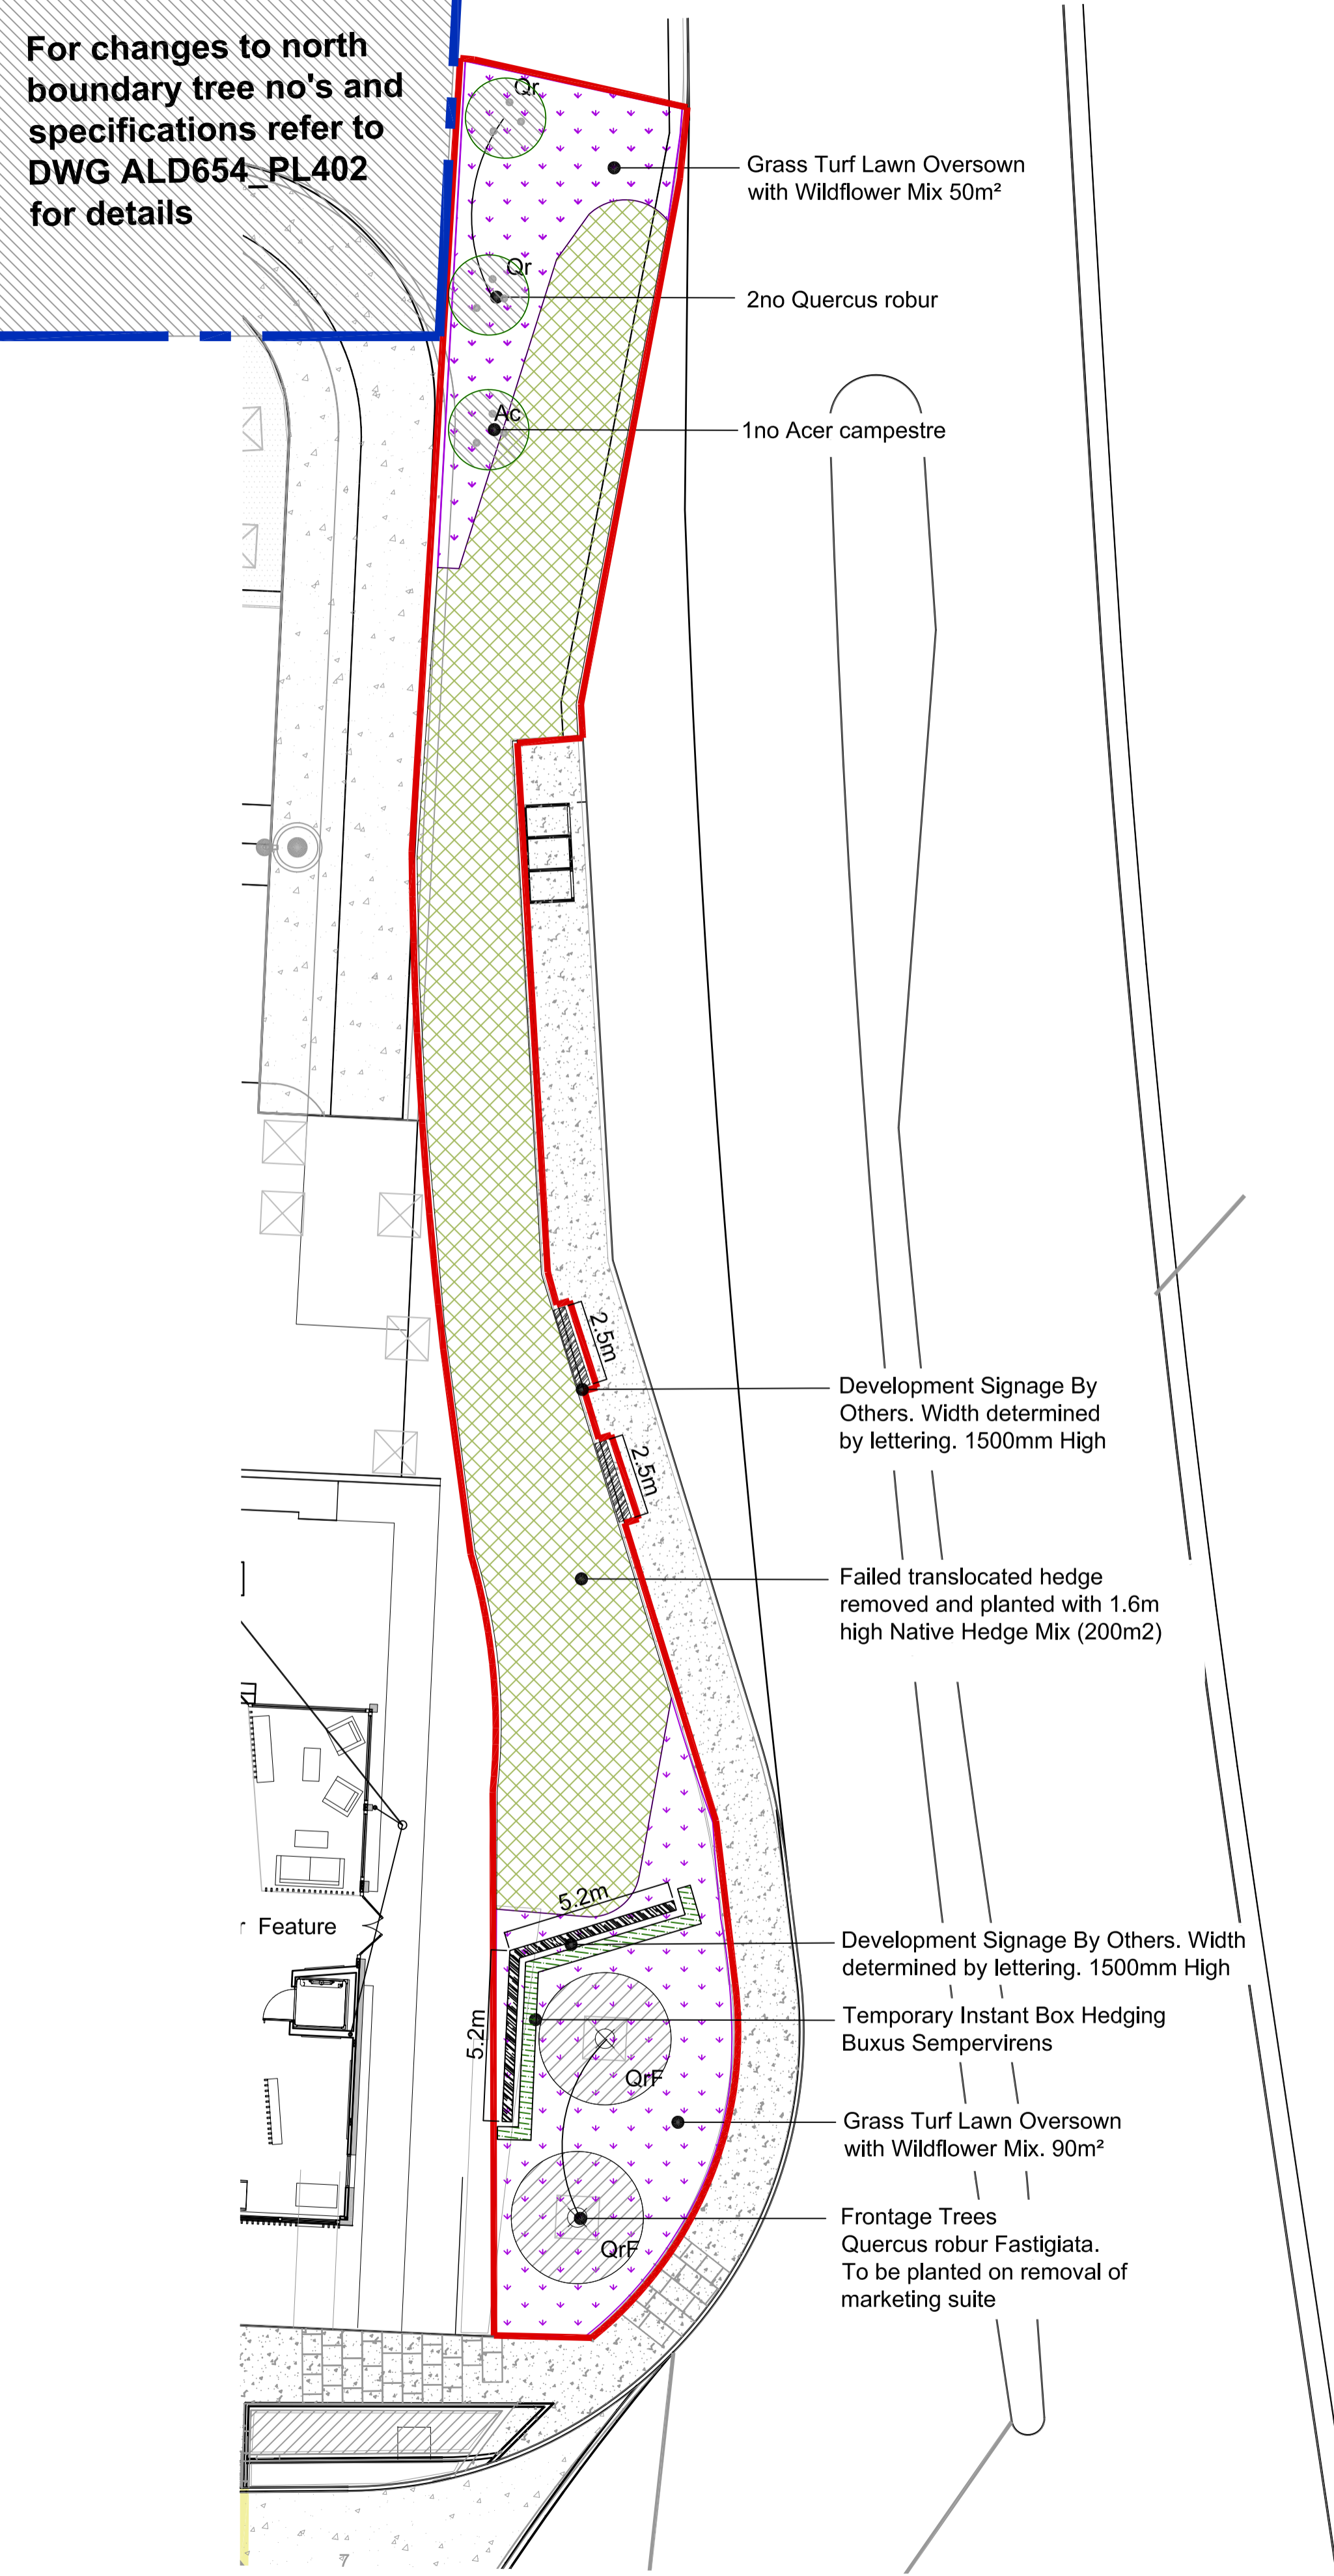 For changes to north
boundary tree no's and
specifications refer to
DWG ALD654_PL402
for details
Qr
Grass Turf Lawn Oversown
with Wildflower Mix 50m²
Qr
2no Quercus robur
Ac
1no Acer campestre
2.5m
Development Signage By
Others. Width determined
by lettering. 1500mm High
2.5m
Failed translocated hedge
removed and planted with 1.6m
high Native Hedge Mix (200m2)
5.2m
r Feature
Development Signage By Others. Width
determined by lettering. 1500mm High
5.2m
Temporary Instant Box Hedging
Buxus Sempervirens
QrF
Grass Turf Lawn Oversown
with Wildflower Mix. 90m²
Frontage Trees
Quercus robur Fastigiata.
To be planted on removal of
marketing suite
QrF
7